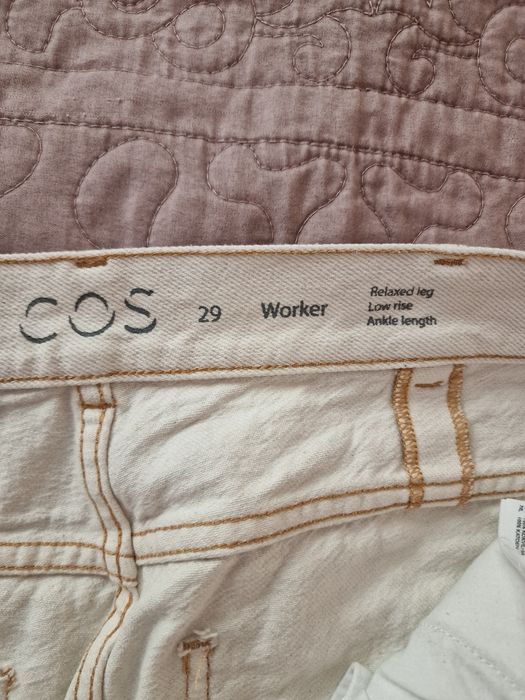 COS
29
Worker
Relaxed leg
Low rise
Ankle length